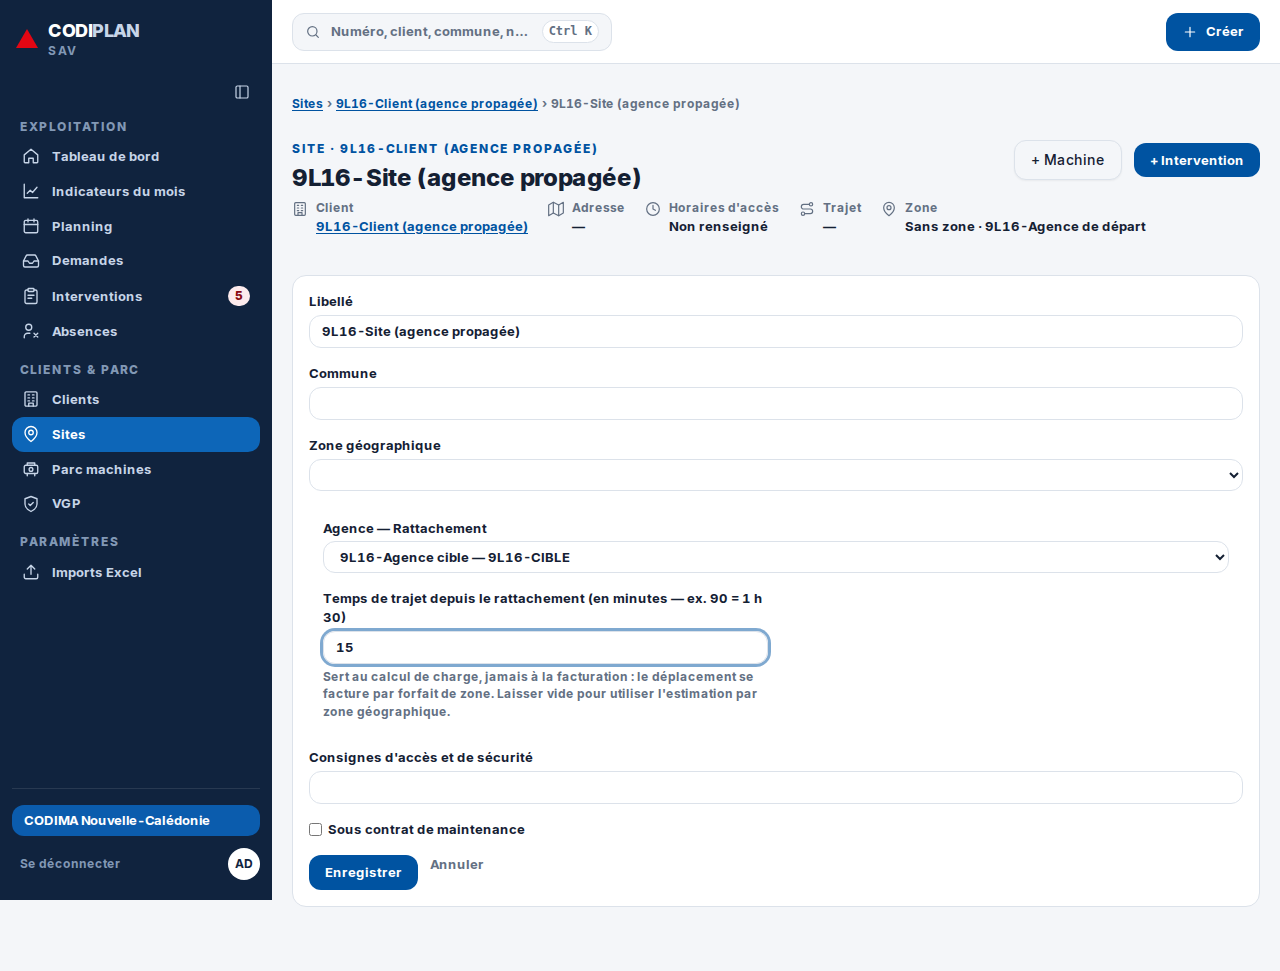 CODIPLAN
SAV
EXPLOITATION
Tableau de bord
Indicateurs du mois
Planning
Demandes
Interventions 5
Absences
CLIENTS & PARC
Clients
Sites
Parc machines
VGP
PARAMÈTRES
Imports Excel
CODIMA Nouvelle-Calédonie
Se déconnecter AD
Numéro, client, commune, n… Ctrl K
Créer
Sites › 9L16-Client (agence propagée) › 9L16-Site (agence propagée)
SITE · 9L16-CLIENT (AGENCE PROPAGÉE)
9L16-Site (agence propagée)
+ Machine
+ Intervention
Client
9L16-Client (agence propagée)
Adresse
—
Horaires d'accès
Non renseigné
Trajet
—
Zone
Sans zone · 9L16-Agence de départ
Libellé
9L16-Site (agence propagée)
Commune
Zone géographique
Agence — Rattachement
9L16-Agence cible — 9L16-CIBLE
Temps de trajet depuis le rattachement (en minutes — ex. 90 = 1 h
30)
15
Sert au calcul de charge, jamais à la facturation : le déplacement se
facture par forfait de zone. Laisser vide pour utiliser l'estimation par
zone géographique.
Consignes d'accès et de sécurité
Sous contrat de maintenance
Enregistrer
Annuler